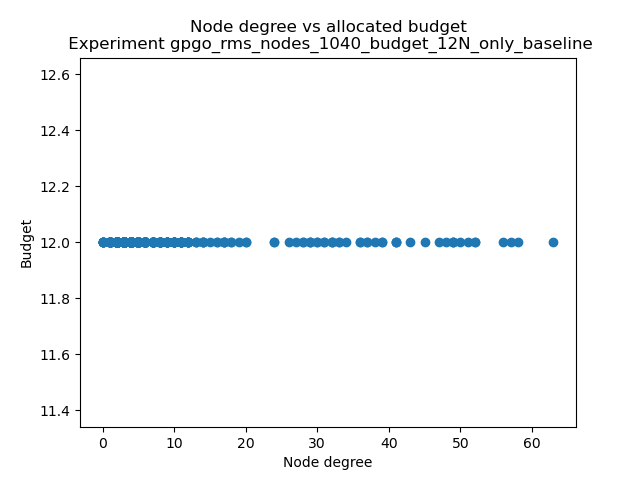 Node degree vs allocated budget
Experiment gpgo_rms_nodes_1040_budget_12N_only_baseline
12.6
12.4
12.2
12.0
11.8
11.6
11.4
Budget
0 10 20 30 40 50 60
Node degree